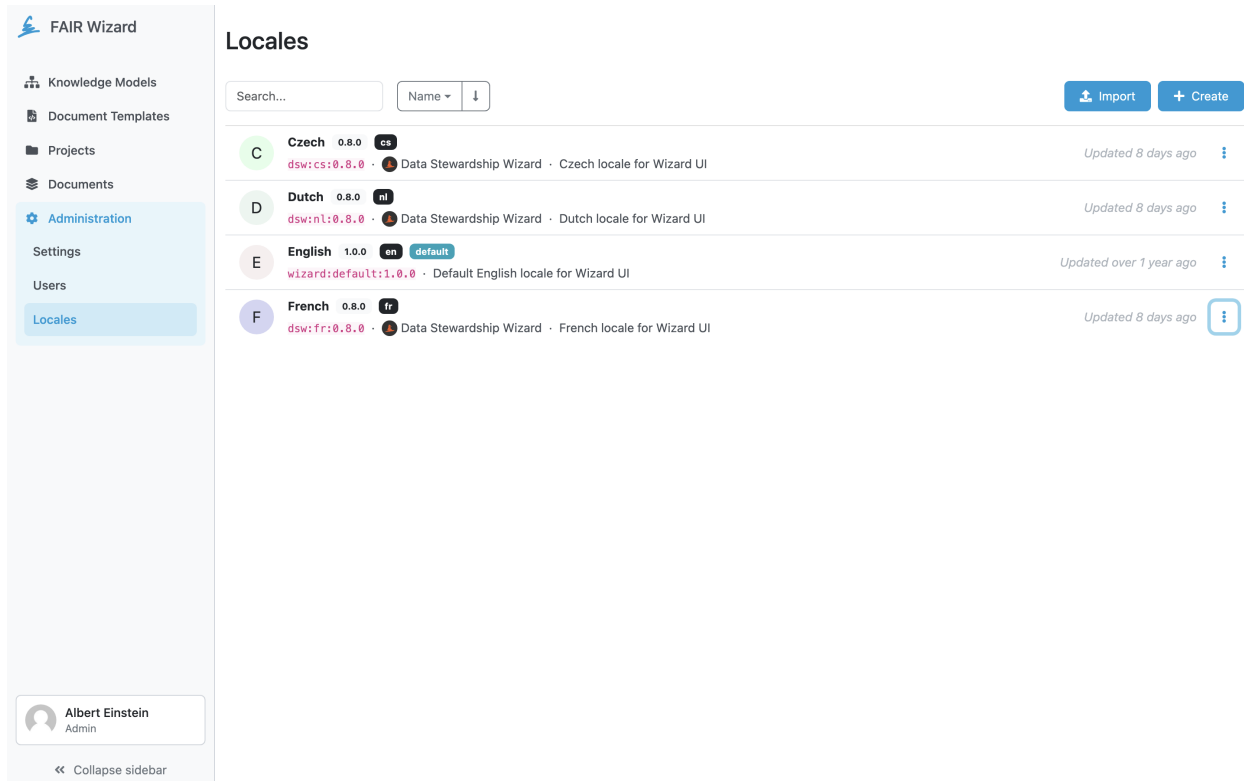 FAIR Wizard
Knowledge Models
Document Templates
Projects
Documents
Administration
Settings
Users
Locales
Albert Einstein
Admin
Collapse sidebar
Locales
Search...
Name
Import
Create
C
Czech 0.8.0 cs
dsw:cs:0.8.0 · Data Stewardship Wizard · Czech locale for Wizard UI
Updated 8 days ago
D
Dutch 0.8.0 nl
dsw:nl:0.8.0 · Data Stewardship Wizard · Dutch locale for Wizard UI
Updated 8 days ago
E
English 1.0.0 en default
wizard:default:1.0.0 · Default English locale for Wizard UI
Updated over 1 year ago
F
French 0.8.0 fr
dsw:fr:0.8.0 · Data Stewardship Wizard · French locale for Wizard UI
Updated 8 days ago